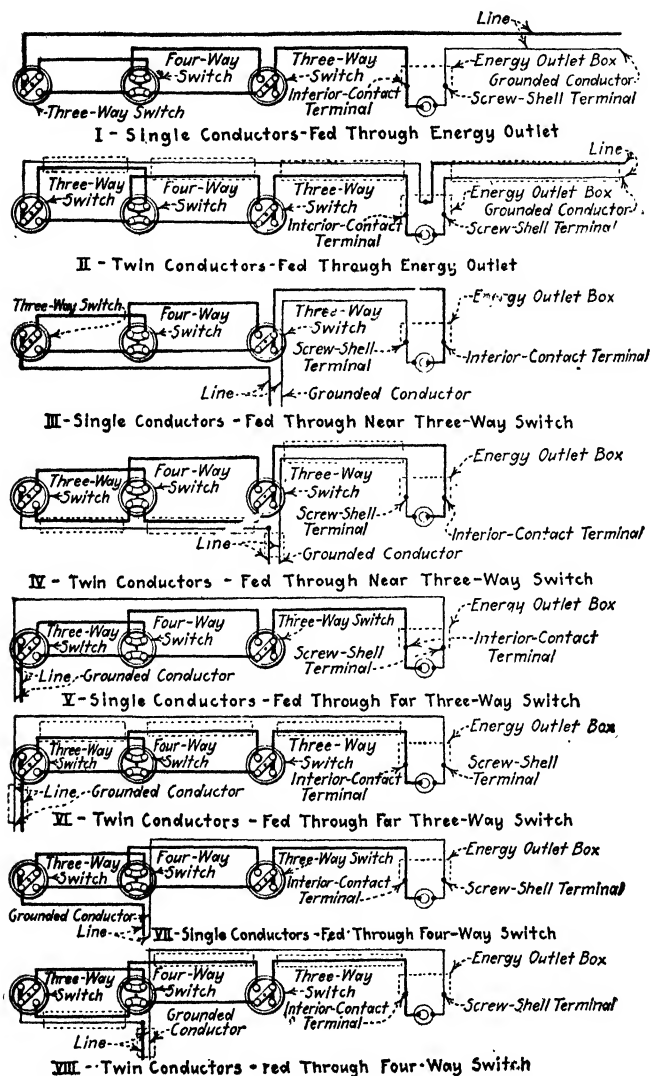 Line
Four-Way
Switch
Three-Way
Switch
Interior-Contact
Terminal
Energy Outlet Box
Grounded Conductor
Screw-Shell Terminal
Three-Way Switch
I - Single Conductors-Fed Through Energy Outlet
Line
Three-Way
Switch
Four-Way
Switch
Three-Way
Switch
Interior-Contact
Terminal
Energy Outlet Box
Grounded Conductor
Screw-Shell Terminal
II - Twin Conductors-Fed Through Energy Outlet
Three-Way Switch
Four-Way
Switch
Three-Way
Switch
Screw-Shell
Terminal
Energy Outlet Box
Interior-Contact Terminal
Line
Grounded Conductor
III-Single Conductors - Fed Through Near Three-Way Switch
Three-Way
Switch
Four-Way
Switch
Three-Way
Switch
Screw-Shell
Terminal
Energy Outlet Box
Interior-Contact Terminal
Line
Grounded Conductor
IV - Twin Conductors - Fed Through Near Three-Way Switch
Three-Way
Switch
Four-Way
Switch
Three-Way Switch
Screw-Shell
Terminal
Energy Outlet Box
Interior-Contact
Terminal
Line-Grounded Conductor
V-Single Conductors - Fed Through Far Three-Way Switch
Three-Way
Switch
Four-Way
Switch
Three-Way
Switch
Interior-Contact
Terminal
Energy Outlet Box
Screw-Shell
Terminal
Line-Grounded Conductor
VI - Twin Conductors - Fed Through Far Three-Way Switch
Three-Way
Switch
Four-Way
Switch
Three-Way Switch
Interior-Contact
Terminal
Energy Outlet Box
Screw-Shell Terminal
Grounded Conductor
Line
VII-Single Conductors-Fed Through Four-Way Switch
Three-Way
Switch
Four-Way
Switch
Three-Way
Switch
Interior-Contact
Terminal
Energy Outlet Box
Screw-Shell Terminal
Grounded
Conductor
Line
VIII - Twin Conductors - Fed Through Four-Way Switch